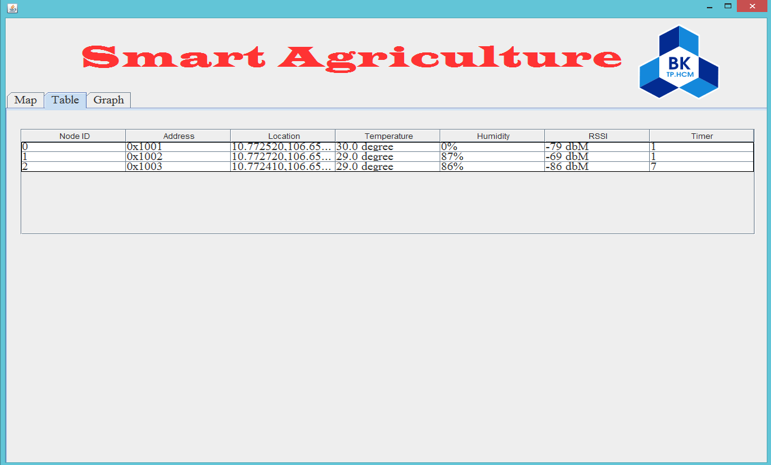 Smart Agriculture
BK
TP.HCM
Map Table Graph
Node ID Address Location Temperature Humidity RSSI Timer
0 0x1001 10.772520,106.65... 30.0 degree 0% -79 dbM 1
1 0x1002 10.772720,106.65... 29.0 degree 87% -69 dbM 1
2 0x1003 10.772410,106.65... 29.0 degree 86% -86 dbM 7